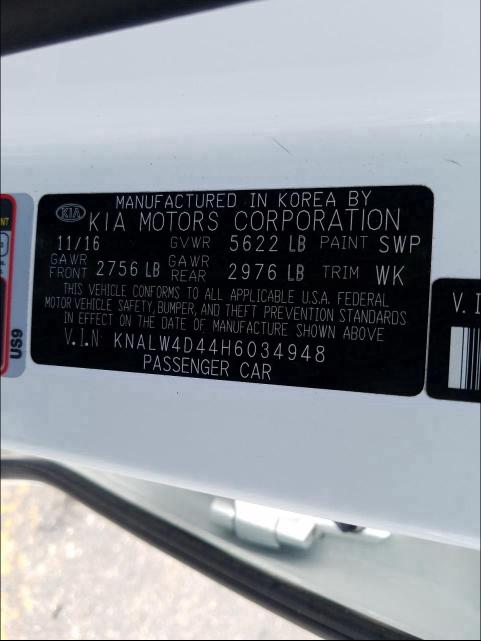 MANUFACTURED IN KOREA BY
KIA KIA MOTORS CORPORATION
11/16 GVWR 5622 LB PAINT SWP
GAWR FRONT 2756 LB GAWR REAR 2976 LB TRIM WK
THIS VEHICLE CONFORMS TO ALL APPLICABLE U.S.A. FEDERAL
MOTOR VEHICLE SAFETY, BUMPER, AND THEFT PREVENTION STANDARDS
IN EFFECT ON THE DATE OF MANUFACTURE SHOWN ABOVE
V.I.N KNALW4D44H6034948
PASSENGER CAR
US9
V. I